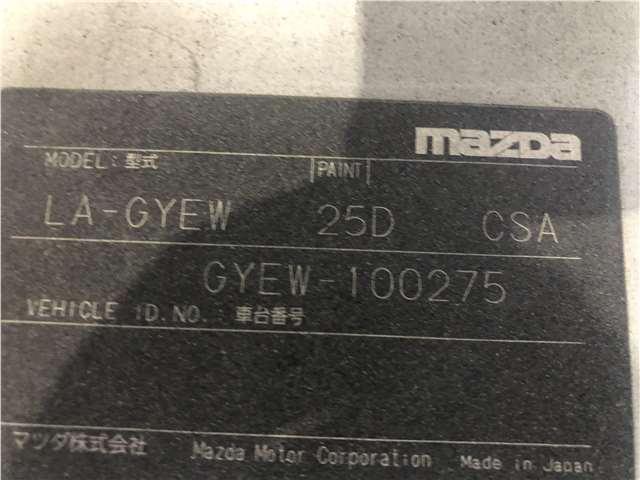 mazda
MODEL: 型式 PAINT
LA-GYEW 25D CSA
GYEW-100275
VEHICLE ID.NO.: 車台番号
マツダ株式会社 Mazda Motor Corporation Made in Japan